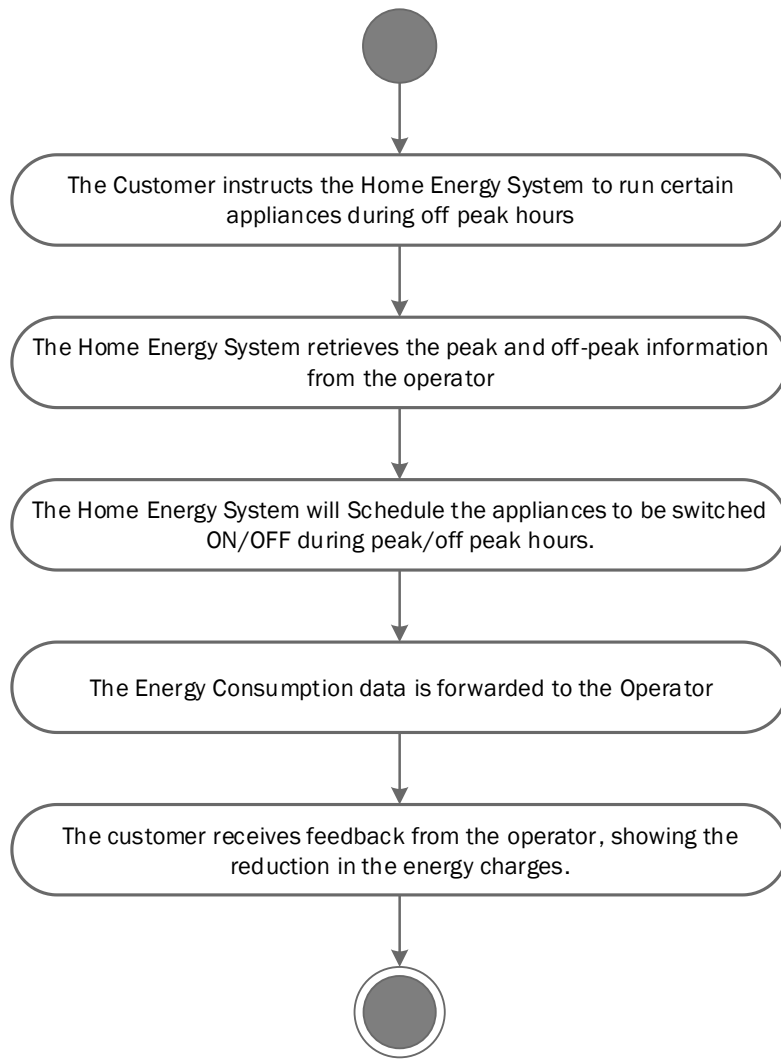 The Customer instructs the Home Energy System to run certain
appliances during off peak hours
The Home Energy System retrieves the peak and off-peak information
from the operator
The Home Energy System will Schedule the appliances to be switched
ON/OFF during peak/off peak hours.
The Energy Consumption data is forwarded to the Operator
The customer receives feedback from the operator, showing the
reduction in the energy charges.